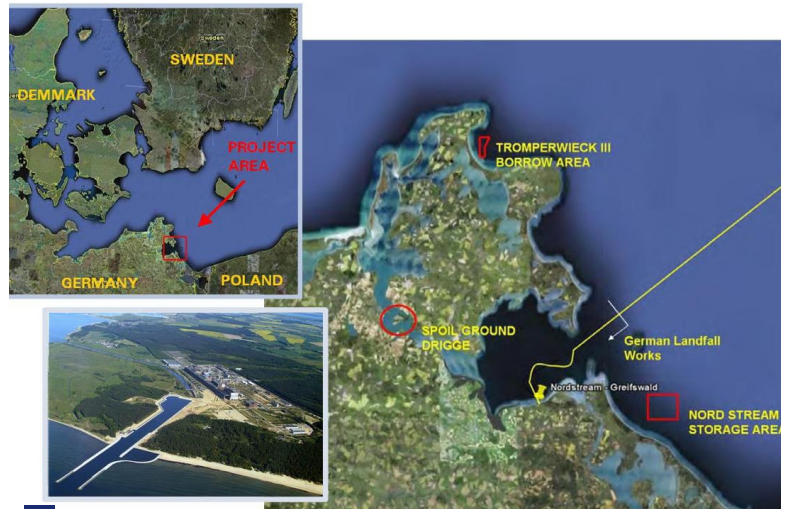 SWEDEN
DEMMARK
PROJECT
AREA
GERMANY
POLAND
TROMPERWIECK III
BORROW AREA
SPOIL GROUND
DRIGGE
German Landfall
Works
Nordstream - Greifswald
NORD STREAM
STORAGE AREA